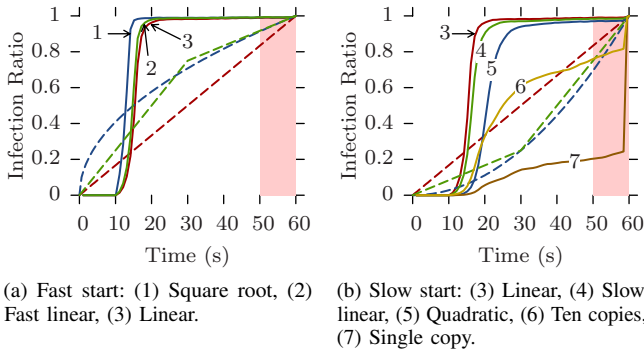 1
0.8
0.6
0.4
0.2
0
0 10 20 30 40 50 60
Infection Ratio
Time (s)
1
2
3
(a) Fast start: (1) Square root, (2)
Fast linear, (3) Linear.
1
0.8
0.6
0.4
0.2
0
0 10 20 30 40 50 60
Infection Ratio
Time (s)
3
4
5
6
7
(b) Slow start: (3) Linear, (4) Slow
linear, (5) Quadratic, (6) Ten copies,
(7) Single copy.